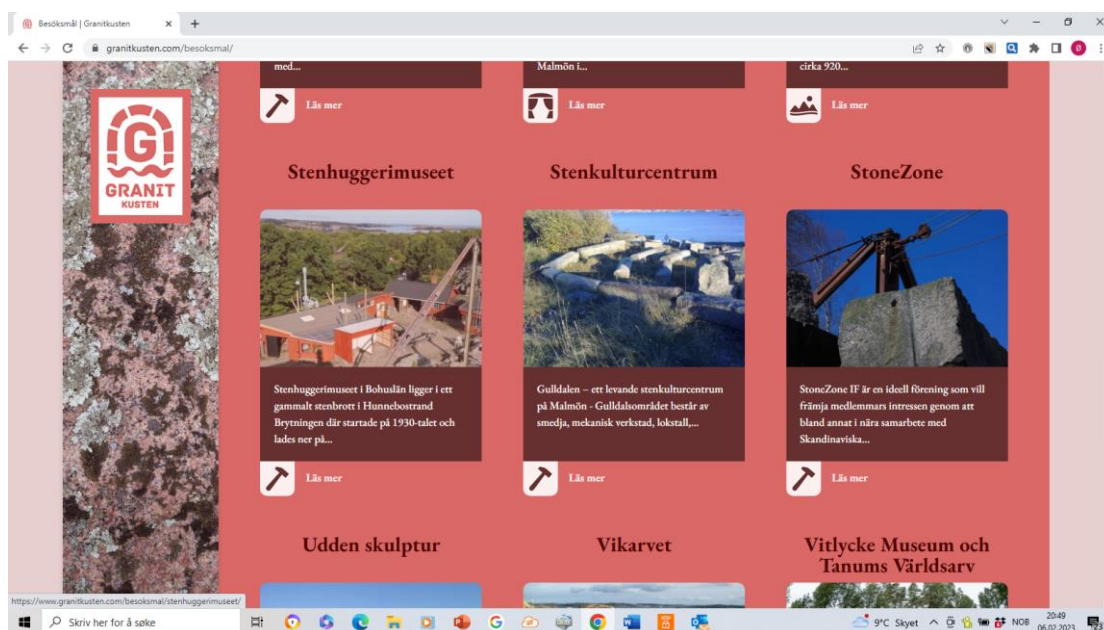 Besöksmål | Granitkusten
granitkusten.com/besoksmal/
med...
Malmön i...
cirka 920...
Läs mer
Läs mer
Läs mer
G
GRANIT
KUSTEN
Stenhuggerimuseet
Stenkulturcentrum
StoneZone
Stenhuggerimuseet i Bohuslän ligger i ett
gammalt stenbrott i Hunnebostrand
Brytningen där startade på 1930-talet och
lades ner på...
Gulldalen – ett levande stenkulturcentrum
på Malmön - Gulldalsområdet består av
smedja, mekanisk verkstad, lokstall,...
StoneZone IF är en ideell förening som vill
främja medlemmars intressen genom att
bland annat i nära samarbete med
Skandinaviska...
Läs mer
Läs mer
Läs mer
Udden skulptur
Vikarvet
Vitlycke Museum och
Tanums Världsarv
https://www.granitkusten.com/besoksmal/stenhuggerimuseet/
Skriv her for å søke
9°C Skyet
NOB
20:49
06.02.2023